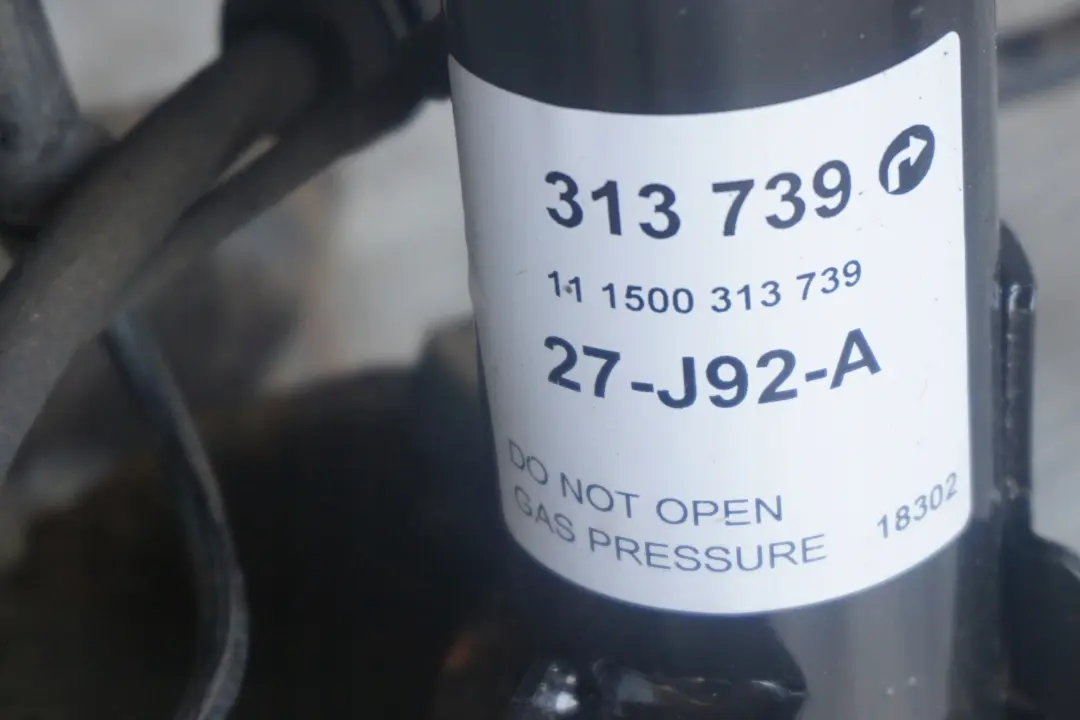 313 739
11 1500 313 739
27-J92-A
DO NOT OPEN
GAS PRESSURE
18302